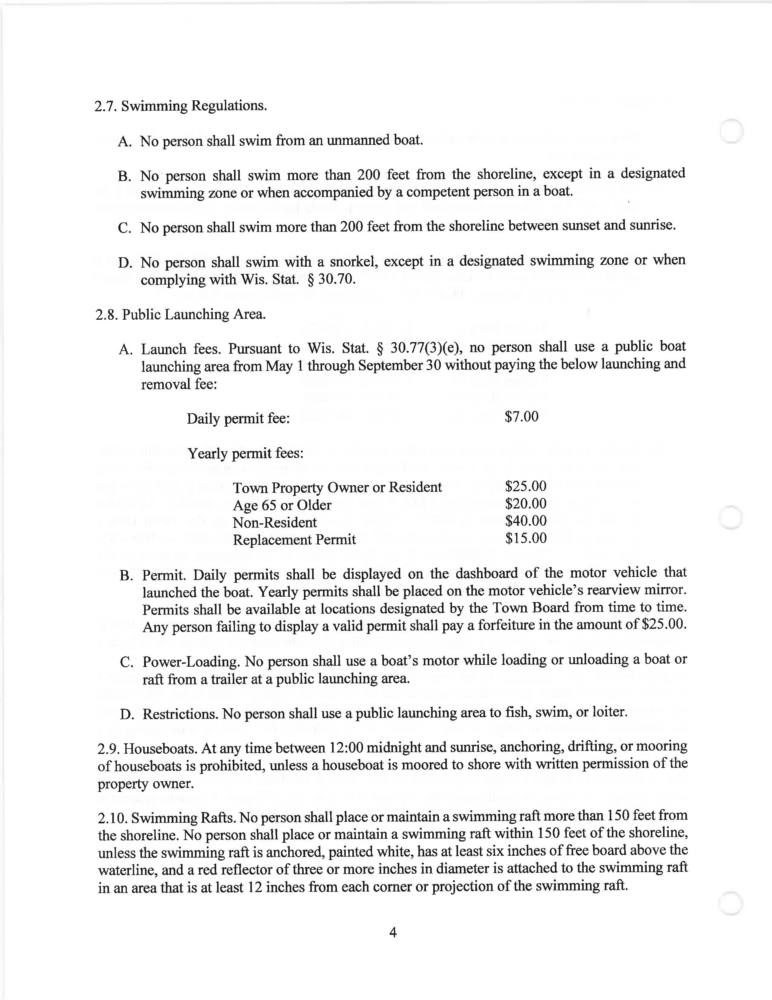 2.7. Swimming Regulations.
A. No person shall swim from an unmanned boat.
B. No person shall swim more than 200 feet from the shoreline, except in a designated
swimming zone or when accompanied by a competent person in a boat.
C. No person shall swim more than 200 feet from the shoreline between sunset and sunrise.
D. No person shall swim with a snorkel, except in a designated swimming zone or when
complying with Wis. Stat. § 30.70.
2.8. Public Launching Area.
A. Launch fees. Pursuant to Wis. Stat. § 30.77(3)(e), no person shall use a public boat
launching area from May 1 through September 30 without paying the below launching and
removal fee:
Daily permit fee: $7.00
Yearly permit fees:
Town Property Owner or Resident $25.00
Age 65 or Older $20.00
Non-Resident $40.00
Replacement Permit $15.00
B. Permit. Daily permits shall be displayed on the dashboard of the motor vehicle that
launched the boat. Yearly permits shall be placed on the motor vehicle's rearview mirror.
Permits shall be available at locations designated by the Town Board from time to time.
Any person failing to display a valid permit shall pay a forfeiture in the amount of $25.00.
C. Power-Loading. No person shall use a boat's motor while loading or unloading a boat or
raft from a trailer at a public launching area.
D. Restrictions. No person shall use a public launching area to fish, swim, or loiter.
2.9. Houseboats. At any time between 12:00 midnight and sunrise, anchoring, drifting, or mooring
of houseboats is prohibited, unless a houseboat is moored to shore with written permission of the
property owner.
2.10. Swimming Rafts. No person shall place or maintain a swimming raft more than 150 feet from
the shoreline. No person shall place or maintain a swimming raft within 150 feet of the shoreline,
unless the swimming raft is anchored, painted white, has at least six inches of free board above the
waterline, and a red reflector of three or more inches in diameter is attached to the swimming raft
in an area that is at least 12 inches from each corner or projection of the swimming raft.
4